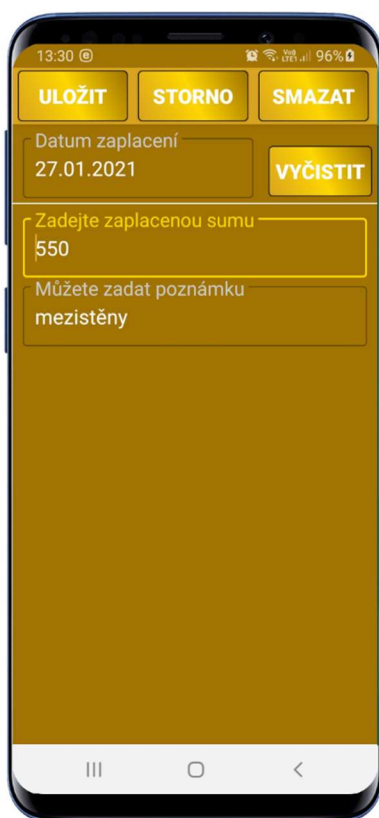 13:30 96%
ULOŽIT STORNO SMAZAT
Datum zaplacení
27.01.2021
VYČISTIT
Zadejte zaplacenou sumu
550
Můžete zadat poznámku
mezistěny